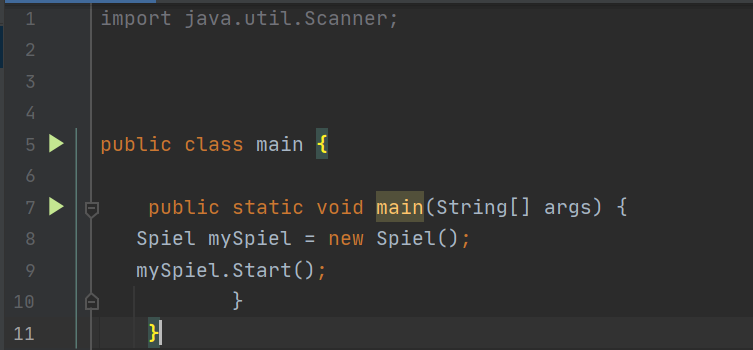 1 import java.util.Scanner;
2
3
4
5 public class main {
6
7 public static void main(String[] args) {
8 Spiel mySpiel = new Spiel();
9 mySpiel.Start();
10 }
11 }